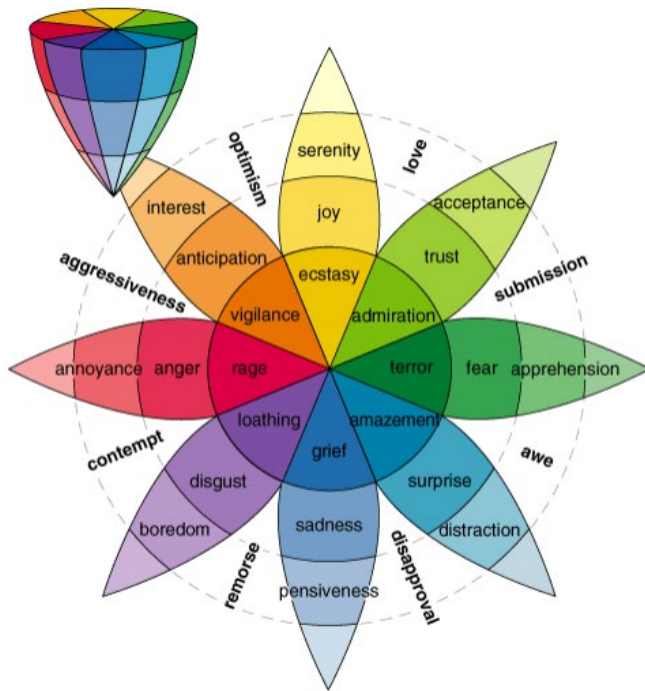 optimism
serenity
love
interest
joy
acceptance
anticipation
trust
aggressiveness
ecstasy
submission
vigilance
admiration
annoyance
anger
rage
terror
fear
apprehension
loathing
amazement
contempt
grief
awe
disgust
surprise
boredom
sadness
distraction
remorse
disapproval
pensiveness